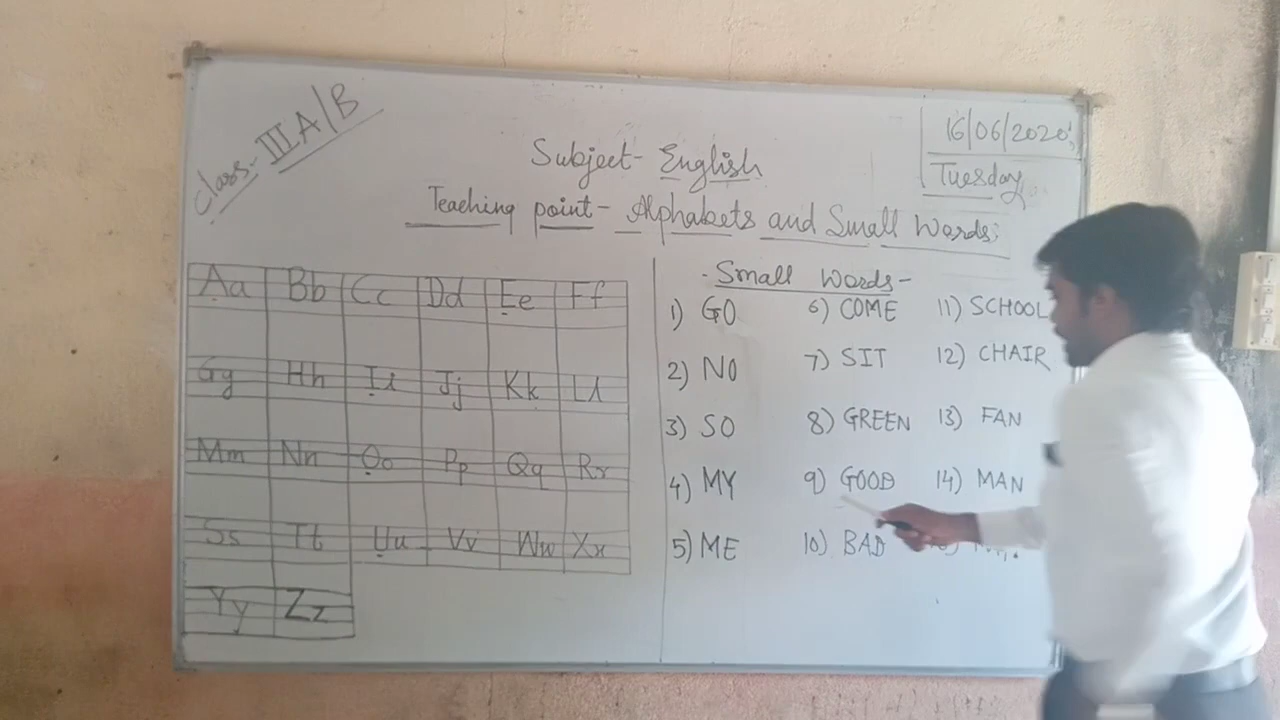 Class:- III A/B
16/06/2020
Tuesday
Subject- English
Teaching point- Alphabets and Small Words:
Aa Bb Cc Dd Ee Ff
Gg Hh Ii Jj Kk Ll
Mm Nn Oo Pp Qq Rr
Ss Tt Uu Vv Ww Xx
Yy Zz
-Small Words-
1) GO
2) NO
3) SO
4) MY
5) ME
6) COME
7) SIT
8) GREEN
9) GOOD
10) BAD
11) SCHOOL
12) CHAIR
13) FAN
14) MAN